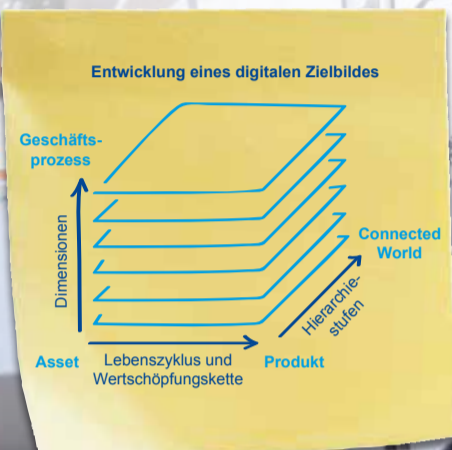 Entwicklung eines digitalen Zielbildes
Geschäfts-
prozess
Dimensionen
Connected
World
Hierarchie-
stufen
Asset
Lebenszyklus und
Wertschöpfungskette
Produkt